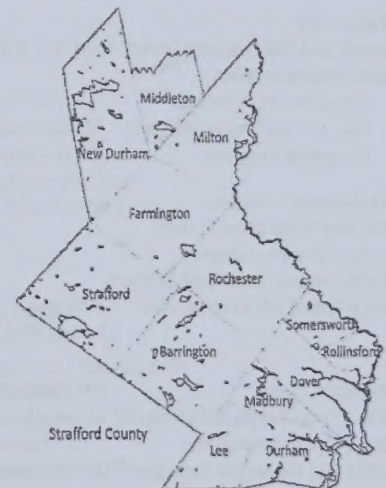 Middleton
Milton
New Durham
Farmington
Strafford
Rochester
Somersworth
Rollinsford
Barrington
Dover
Madbury
Strafford County
Lee
Durham